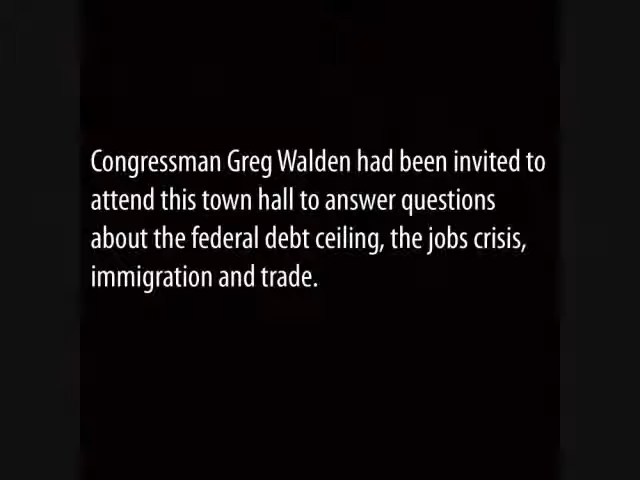 Congressman Greg Walden had been invited to
attend this town hall to answer questions
about the federal debt ceiling, the jobs crisis,
immigration and trade.